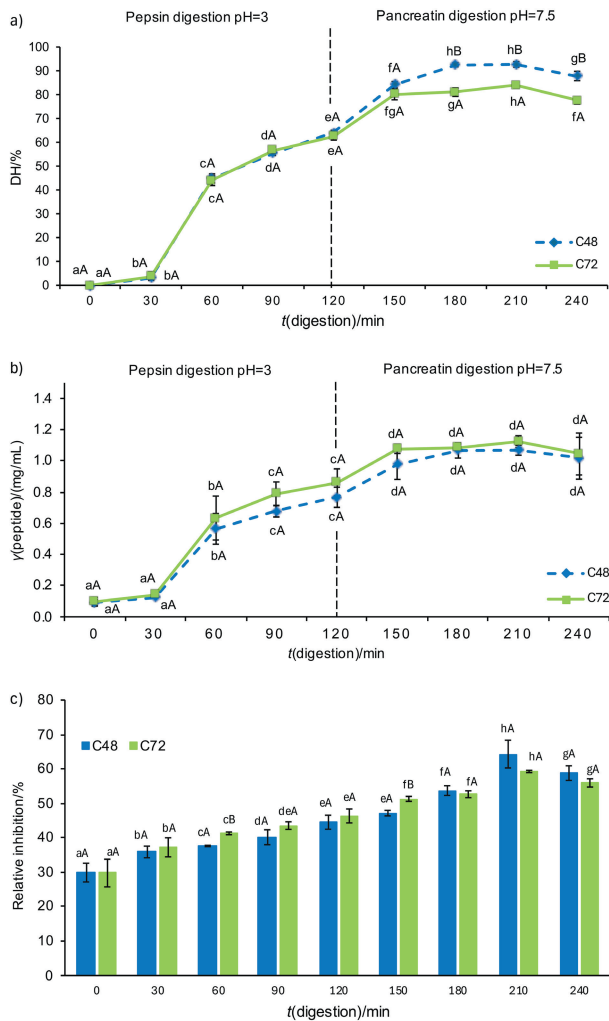 a)
Pepsin digestion pH=3 Pancreatin digestion pH=7.5
DH/%
100
90
80
70
60
50
40
30
20
10
0
aA aA bA bA cA cA dA dA eA eA fA fgA hB gA hB hA gB fA
C48
C72
0 30 60 90 120 150 180 210 240
t(digestion)/min
b)
Pepsin digestion pH=3 Pancreatin digestion pH=7.5
γ(peptide)/(mg/mL)
1.4
1.2
1.0
0.8
0.6
0.4
0.2
0.0
aA aA aA aA bA bA cA cA cA cA dA dA dA dA dA dA dA dA
C48
C72
0 30 60 90 120 150 180 210 240
t(digestion)/min
c)
Relative inhibition/%
80
70
60
50
40
30
20
10
0
C48 C72
aA aA bA bA cA cB dA deA eA eA eA fB fA fA hA hA gA gA
0 30 60 90 120 150 180 210 240
t(digestion)/min